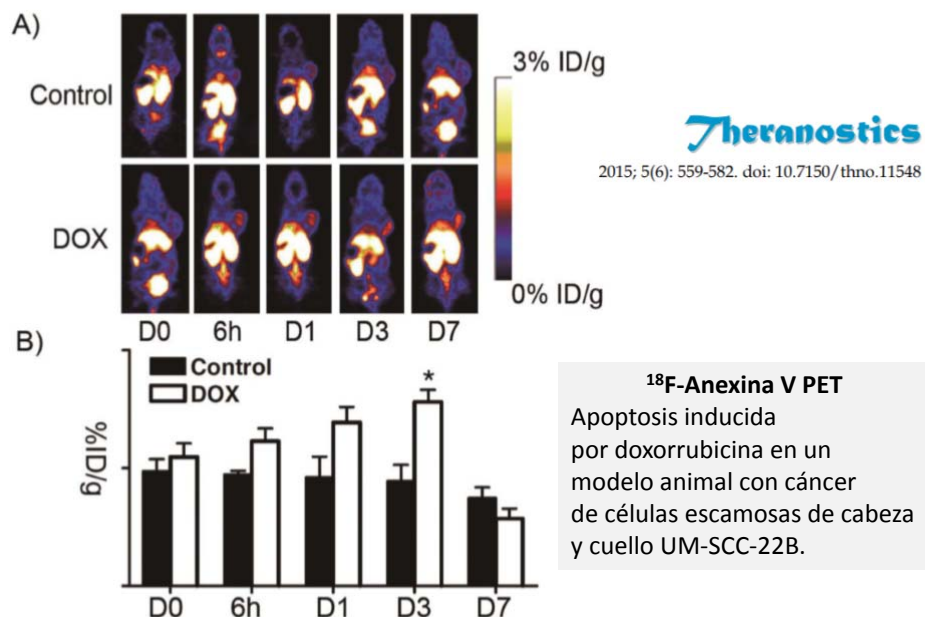 A)
Control
DOX
3% ID/g
0% ID/g
D0 6h D1 D3 D7
Theranostics
2015; 5(6): 559-582. doi: 10.7150/thno.11548
B)
Control
DOX
*
%ID/g
D0 6h D1 D3 D7
¹⁸F-Anexina V PET
Apoptosis inducida
por doxorrubicina en un
modelo animal con cáncer
de células escamosas de cabeza
y cuello UM-SCC-22B.